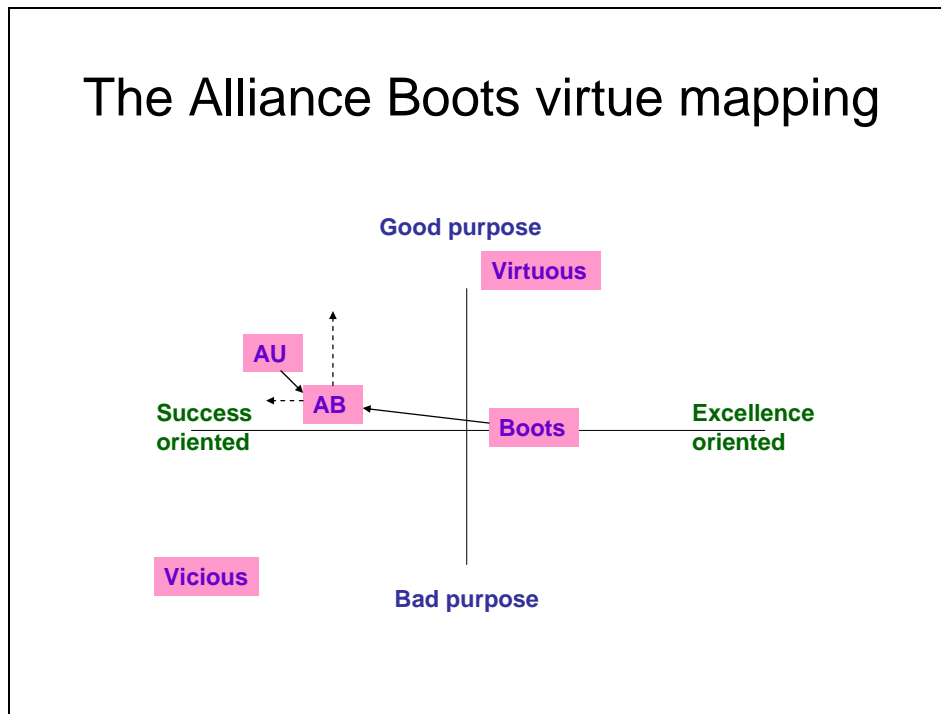 The Alliance Boots virtue mapping
Good purpose
Virtuous
AU
AB
Success
oriented
Boots
Excellence
oriented
Vicious
Bad purpose